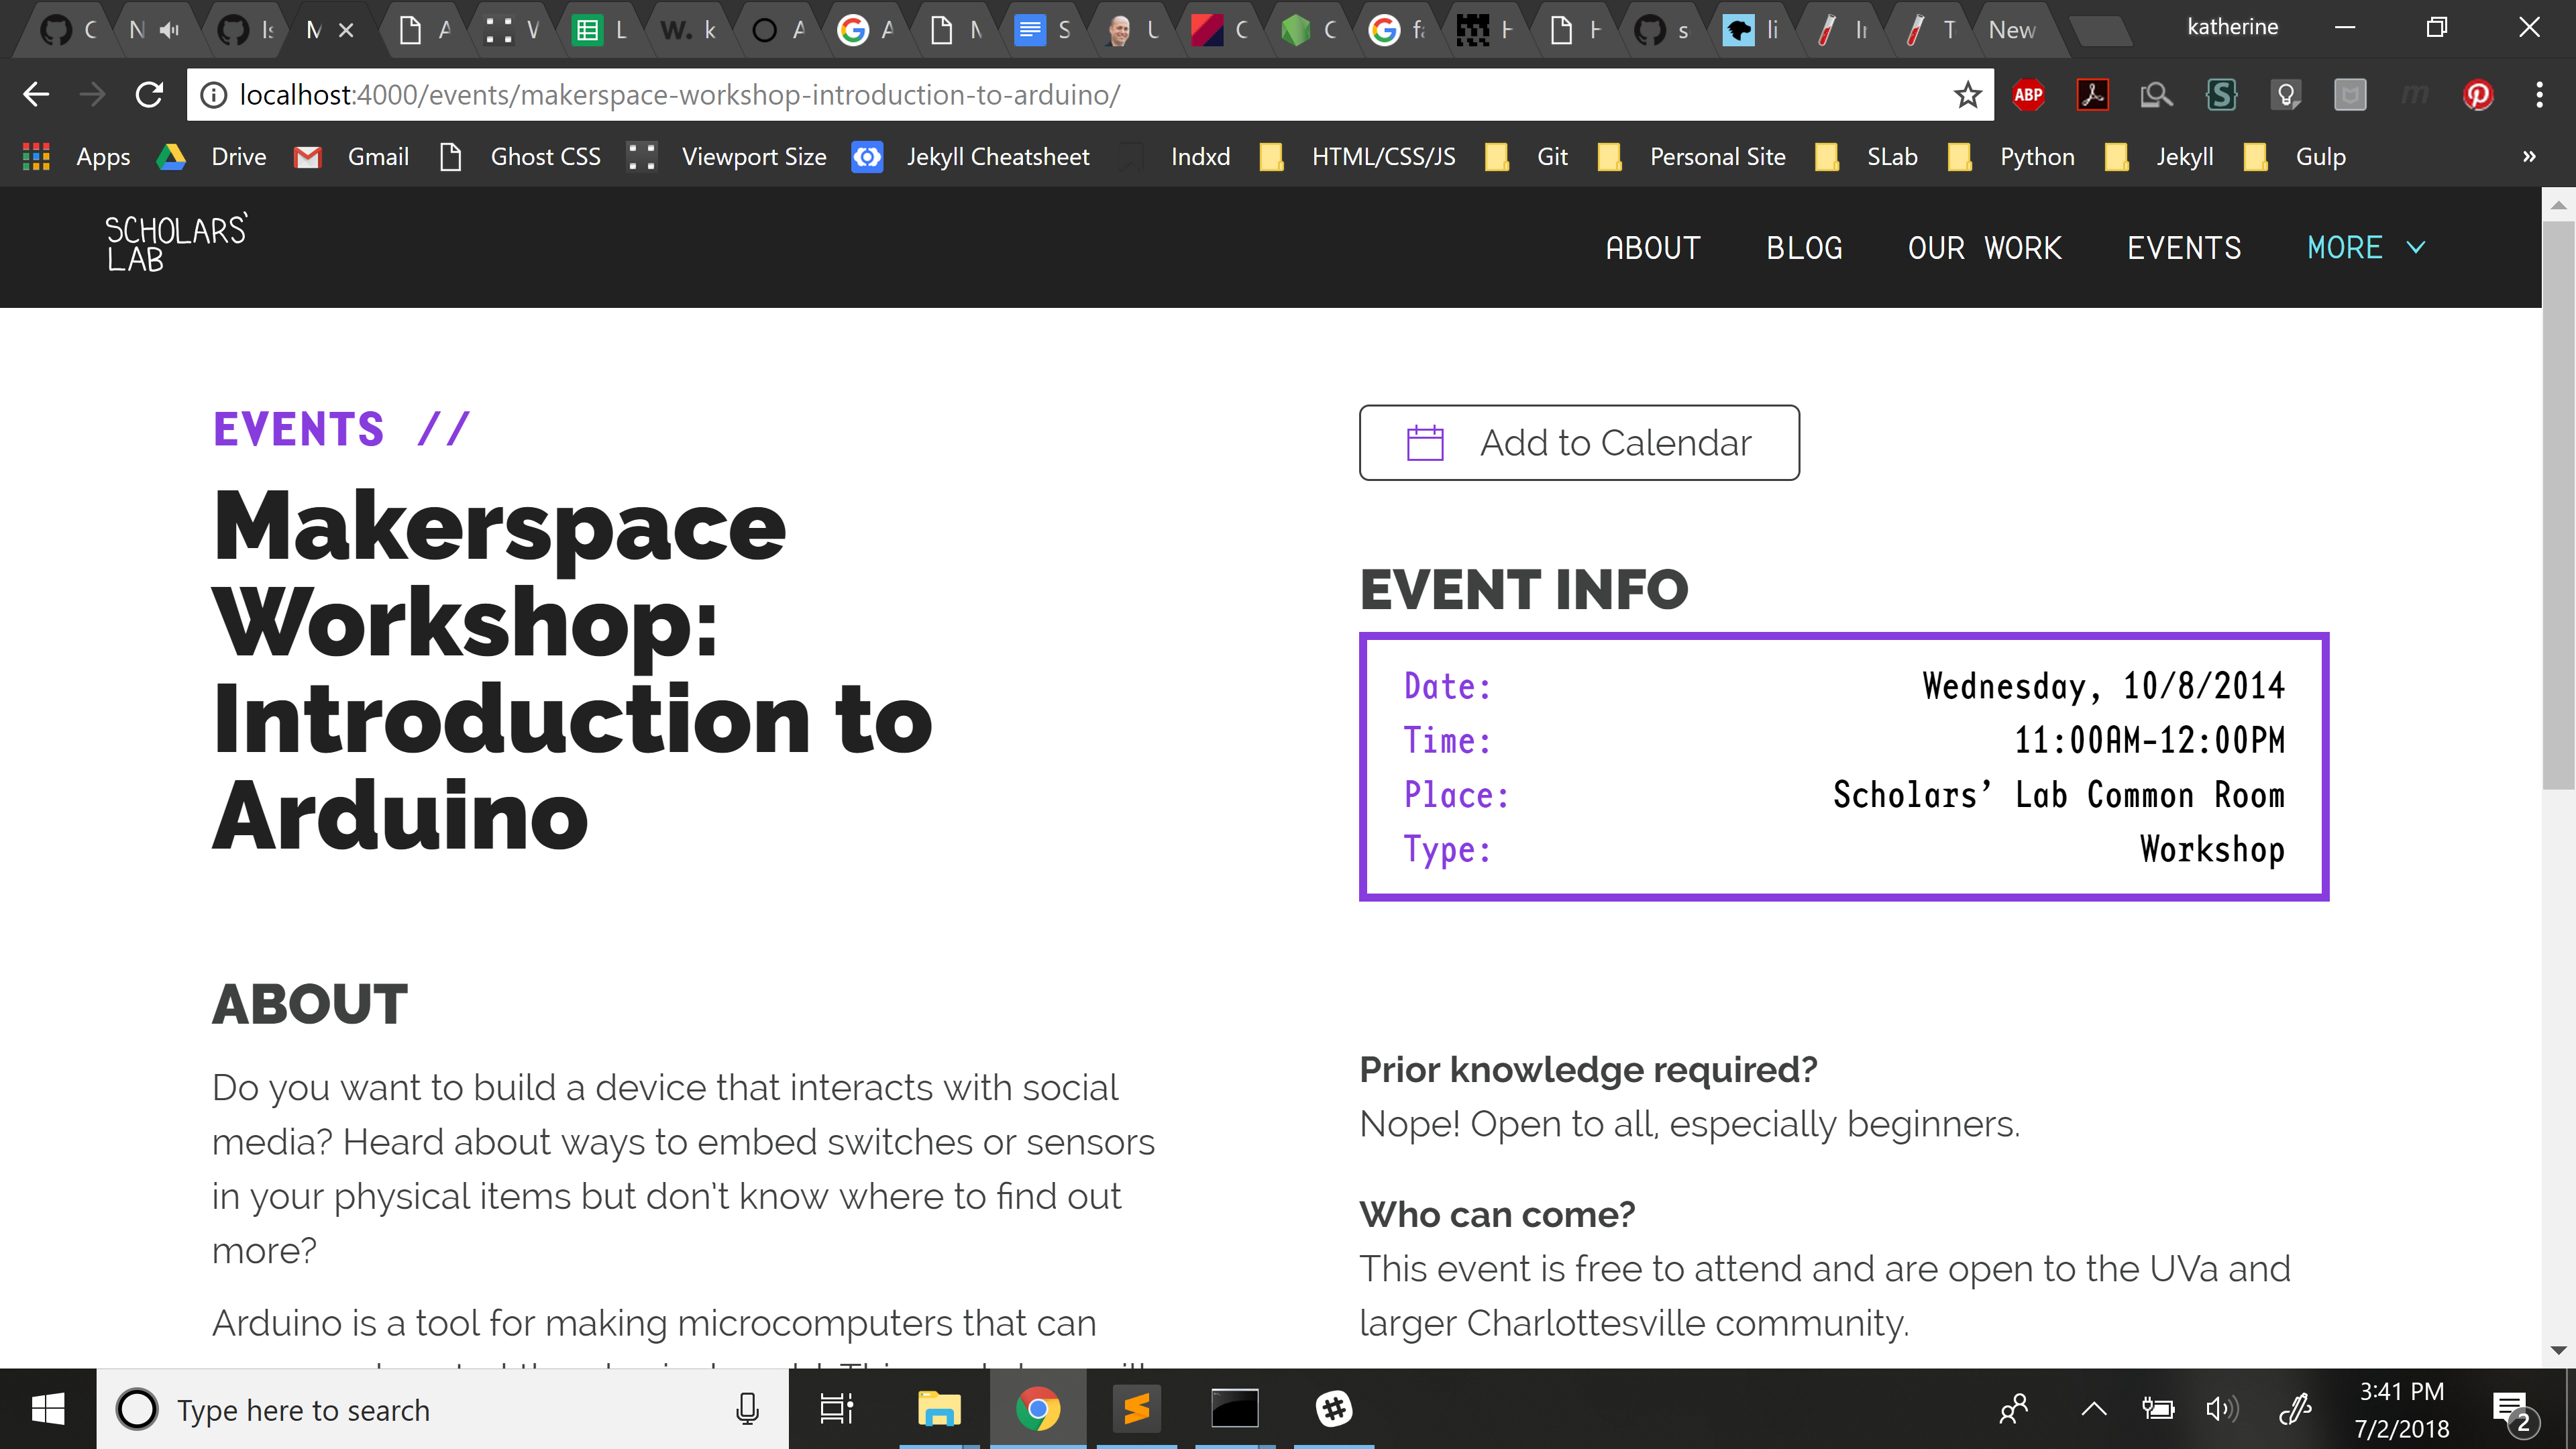 C
N
Is
M
A
V
L
W. k
A
A
M
S
U
C
C
fa
H
H
s
li
In
T
New
katherine
localhost:4000/events/makerspace-workshop-introduction-to-arduino/
ABP
Apps
Drive
Gmail
Ghost CSS
Viewport Size
Jekyll Cheatsheet
Indxd
HTML/CSS/JS
Git
Personal Site
SLab
Python
Jekyll
Gulp
»
SCHOLARS'
LAB
ABOUT
BLOG
OUR WORK
EVENTS
MORE
EVENTS //
Makerspace
Workshop:
Introduction to
Arduino
ABOUT
Do you want to build a device that interacts with social
media? Heard about ways to embed switches or sensors
in your physical items but don't know where to find out
more?
Arduino is a tool for making microcomputers that can
Add to Calendar
EVENT INFO
Date: Wednesday, 10/8/2014
Time: 11:00AM-12:00PM
Place: Scholars’ Lab Common Room
Type: Workshop
Prior knowledge required?
Nope! Open to all, especially beginners.
Who can come?
This event is free to attend and are open to the UVa and
larger Charlottesville community.
Type here to search
3:41 PM
7/2/2018
2